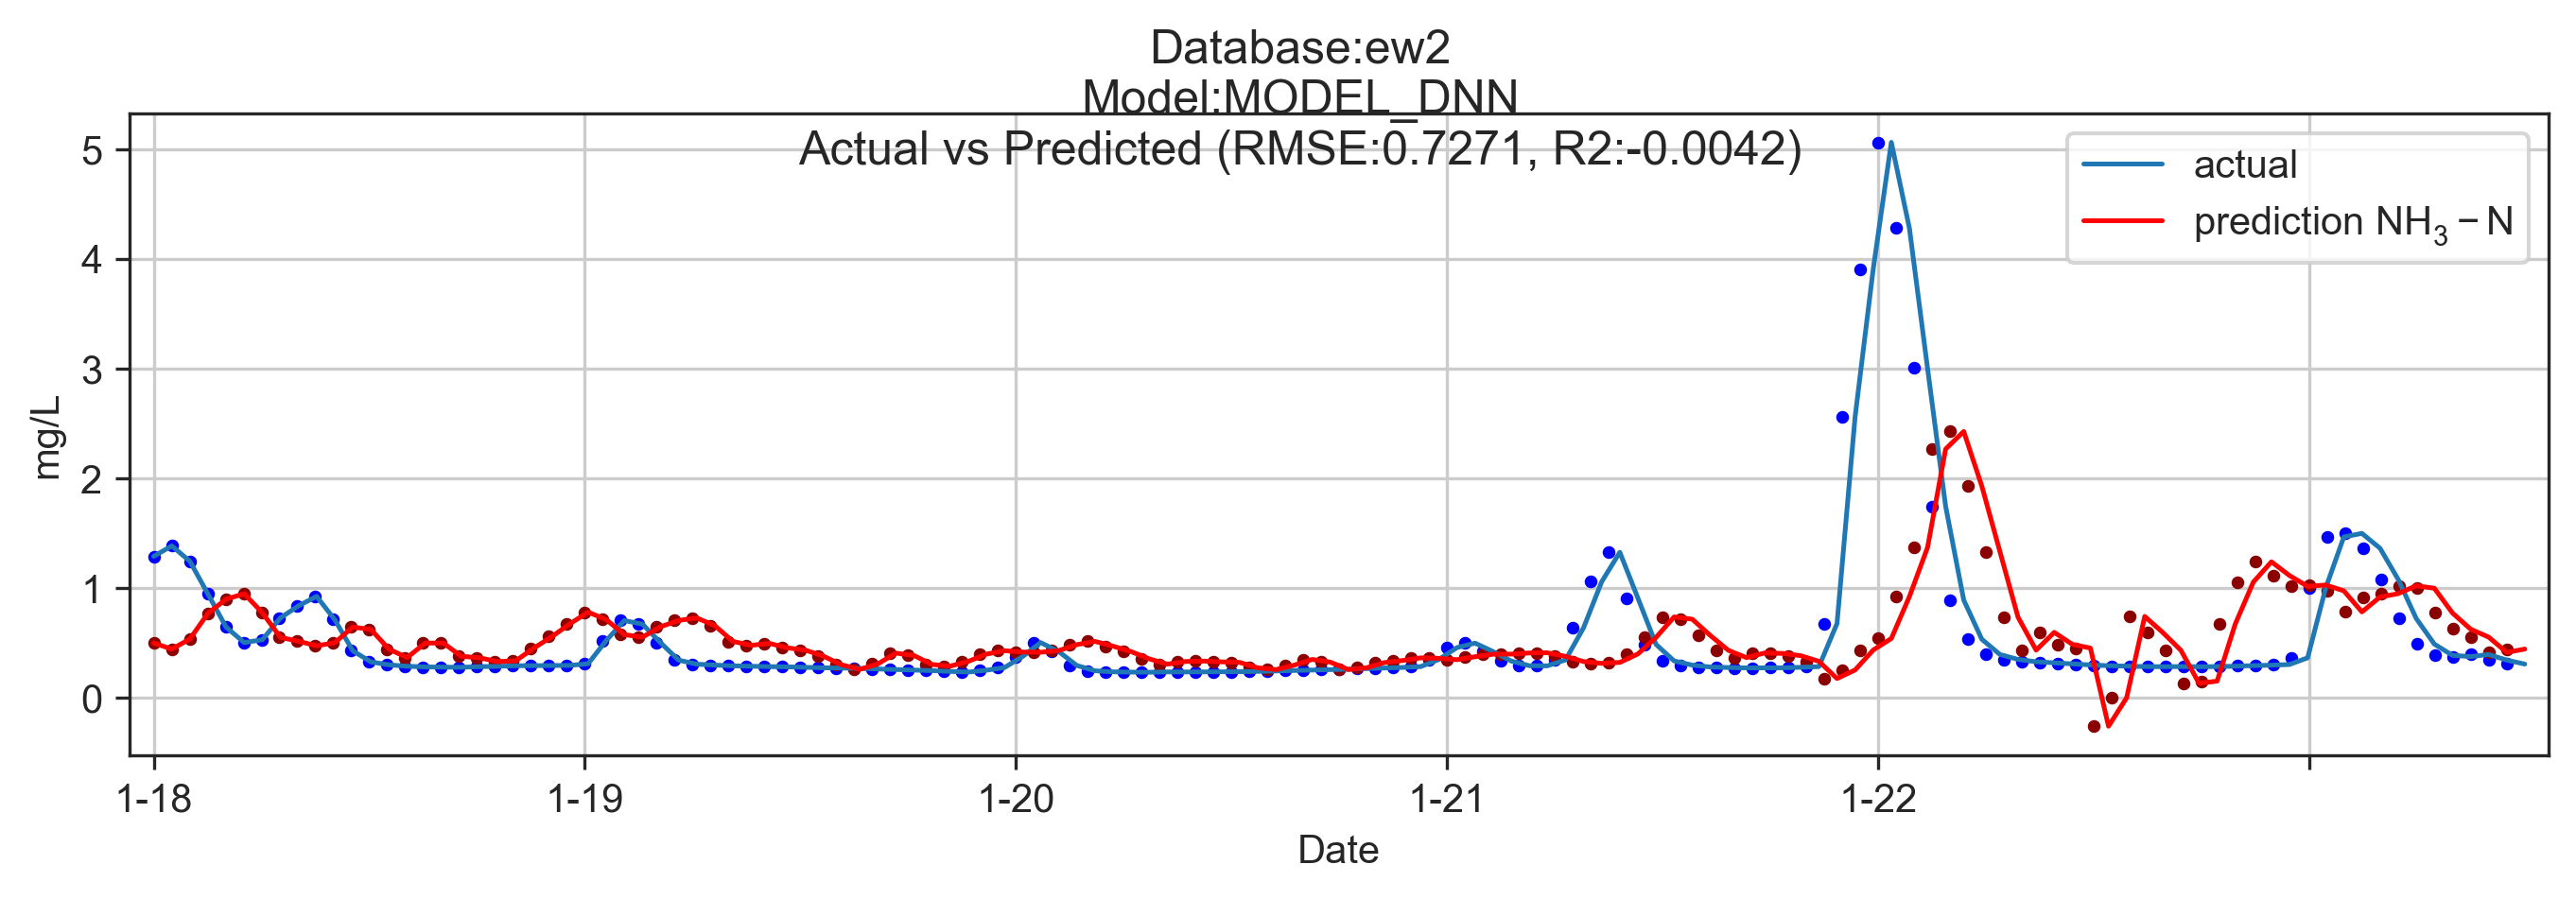 Database:ew2
Model:MODEL_DNN
Actual vs Predicted (RMSE:0.7271, R2:-0.0042)
actual
prediction NH₃ − N
5
4
3
2
1
0
mg/L
1-18 1-19 1-20 1-21 1-22
Date